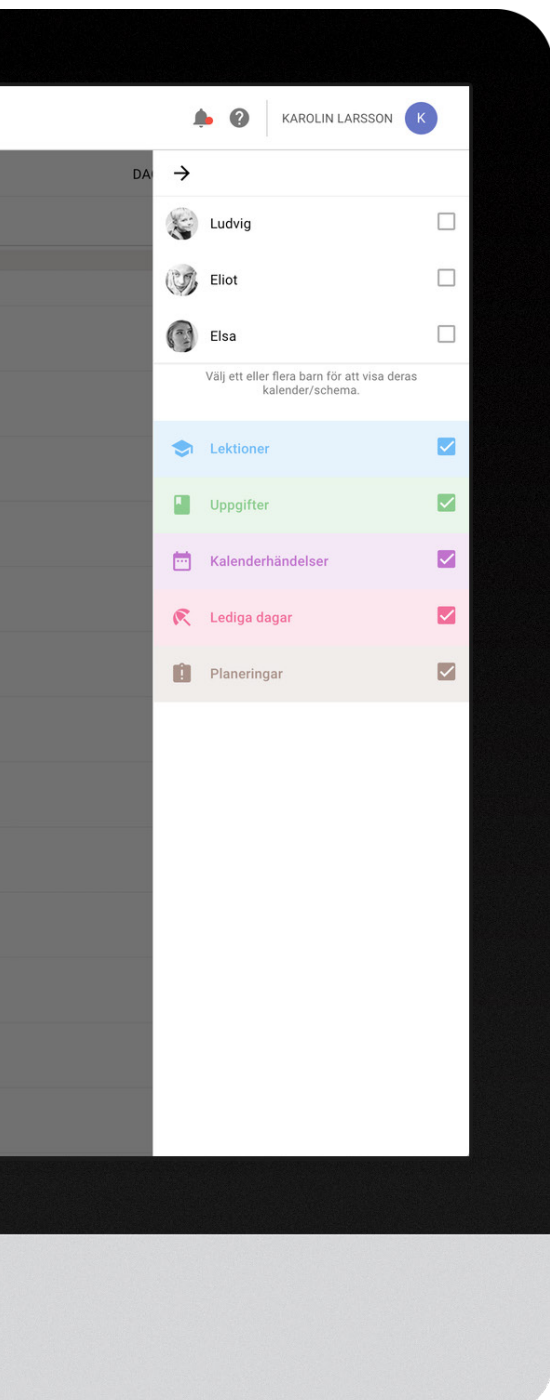 KAROLIN LARSSON
K
DA
Ludvig
Eliot
Elsa
Välj ett eller flera barn för att visa deras
kalender/schema.
Lektioner
Uppgifter
Kalenderhändelser
Lediga dagar
Planeringar